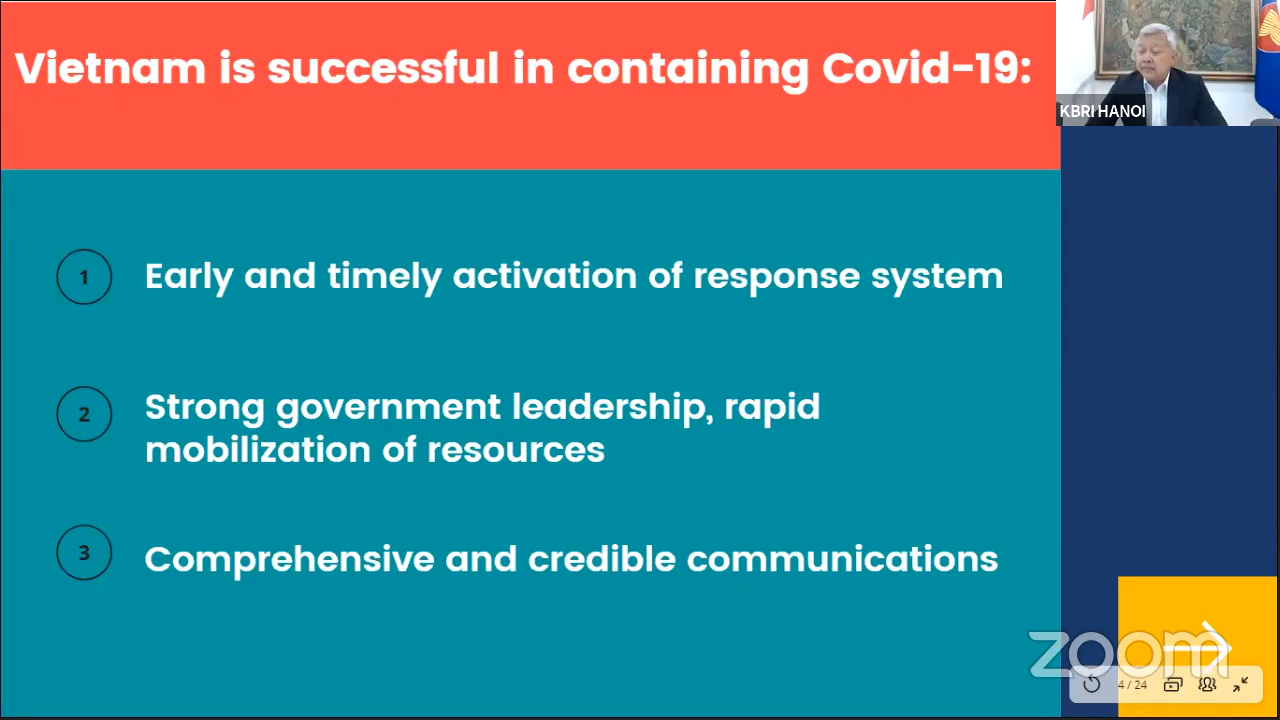 Vietnam is successful in containing Covid-19:
KBRI HANOI
1
Early and timely activation of response system
2
Strong government leadership, rapid
mobilization of resources
3
Comprehensive and credible communications
zoom
4 / 24